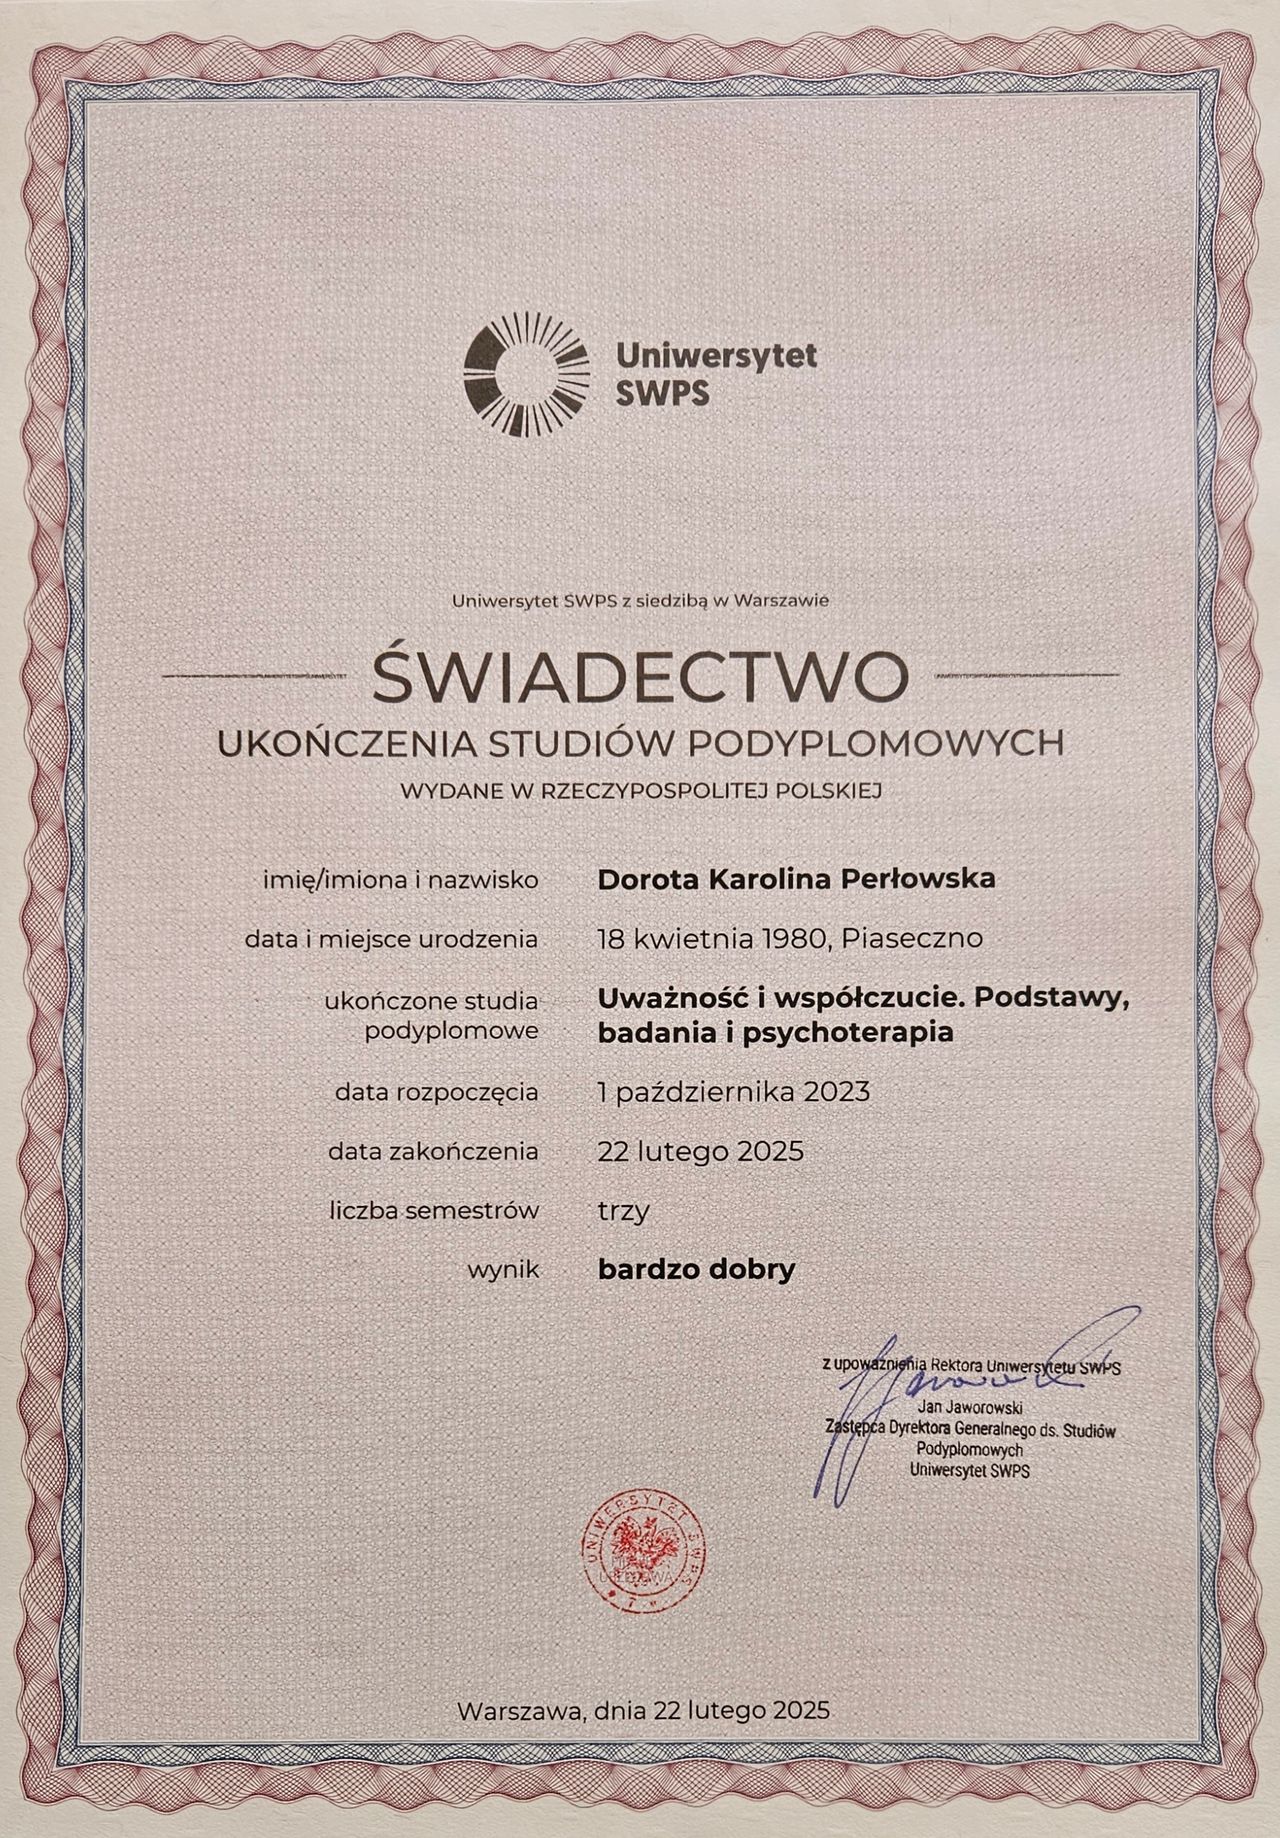 Uniwersytet
SWPS
Uniwersytet SWPS z siedzibą w Warszawie
ŚWIADECTWO
UKOŃCZENIA STUDIÓW PODYPLOMOWYCH
WYDANE W RZECZYPOSPOLITEJ POLSKIEJ
imię/imiona i nazwisko Dorota Karolina Perłowska
data i miejsce urodzenia 18 kwietnia 1980, Piaseczno
ukończone studia Uważność i współczucie. Podstawy,
podyplomowe badania i psychoterapia
data rozpoczęcia 1 października 2023
data zakończenia 22 lutego 2025
liczba semestrów trzy
wynik bardzo dobry
z upoważnienia Rektora Uniwersytetu SWPS
Jan Jaworowski
Zastępca Dyrektora Generalnego ds. Studiów
Podyplomowych
Uniwersytet SWPS
UNIWERSYTET SWPS
Warszawa, dnia 22 lutego 2025